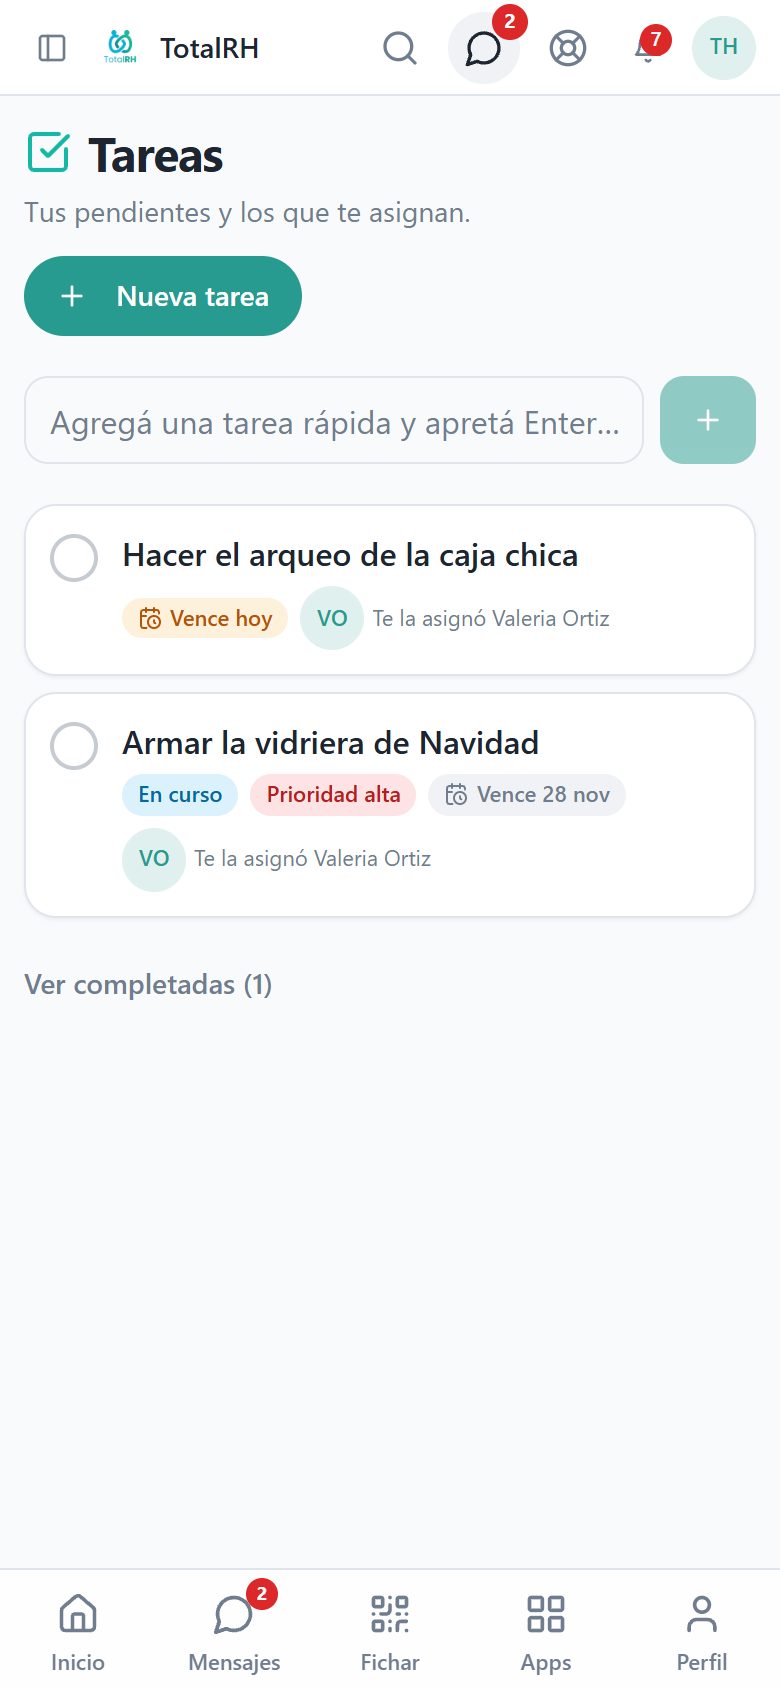 TotalRH
TotalRH
2
7
TH
Tareas
Tus pendientes y los que te asignan.
+ Nueva tarea
Agregá una tarea rápida y apretá Enter...
+
Hacer el arqueo de la caja chica
Vence hoy
VO
Te la asignó Valeria Ortiz
Armar la vidriera de Navidad
En curso
Prioridad alta
Vence 28 nov
VO
Te la asignó Valeria Ortiz
Ver completadas (1)
2
Inicio
Mensajes
Fichar
Apps
Perfil